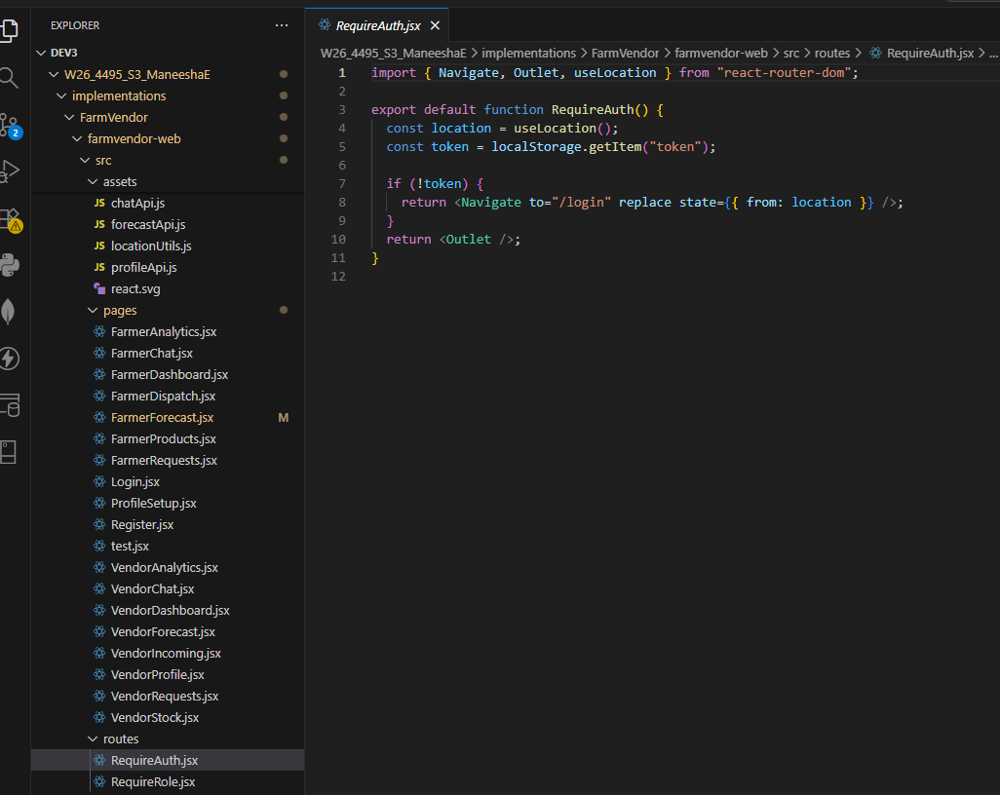 EXPLORER
DEV3
W26_4495_S3_ManeeshaE
implementations
FarmVendor
farmvendor-web
src
assets
JS chatApi.js
JS forecastApi.js
JS locationUtils.js
JS profileApi.js
react.svg
pages
FarmerAnalytics.jsx
FarmerChat.jsx
FarmerDashboard.jsx
FarmerDispatch.jsx
FarmerForecast.jsx M
FarmerProducts.jsx
FarmerRequests.jsx
Login.jsx
ProfileSetup.jsx
Register.jsx
test.jsx
VendorAnalytics.jsx
VendorChat.jsx
VendorDashboard.jsx
VendorForecast.jsx
VendorIncoming.jsx
VendorProfile.jsx
VendorRequests.jsx
VendorStock.jsx
routes
RequireAuth.jsx
RequireRole.jsx
2
RequireAuth.jsx
W26_4495_S3_ManeeshaE > implementations > FarmVendor > farmvendor-web > src > routes > RequireAuth.jsx > ...
1 import { Navigate, Outlet, useLocation } from "react-router-dom";
2
3 export default function RequireAuth() {
4 const location = useLocation();
5 const token = localStorage.getItem("token");
6
7 if (!token) {
8 return <Navigate to="/login" replace state={{ from: location }} />;
9 }
10 return <Outlet />;
11 }
12